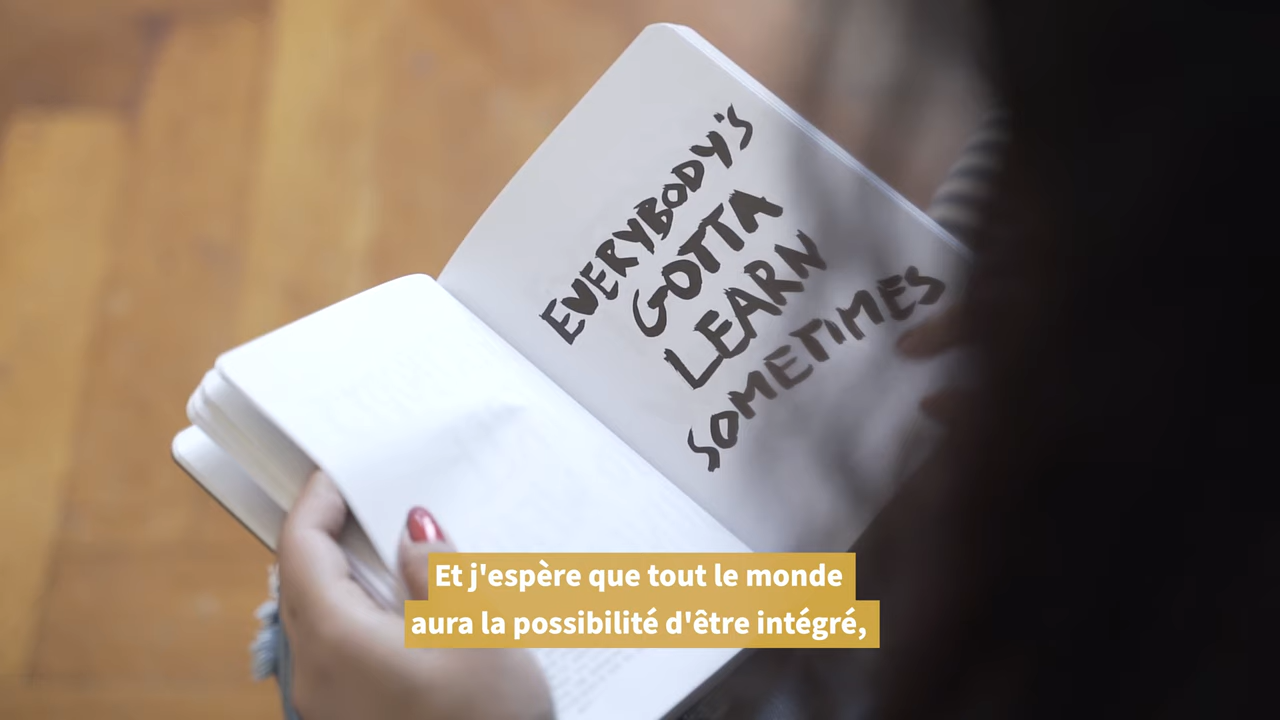 EVERYBODY'S
GOTTA
LEARN
SOMETIMES
Et j'espère que tout le monde
aura la possibilité d'être intégré,